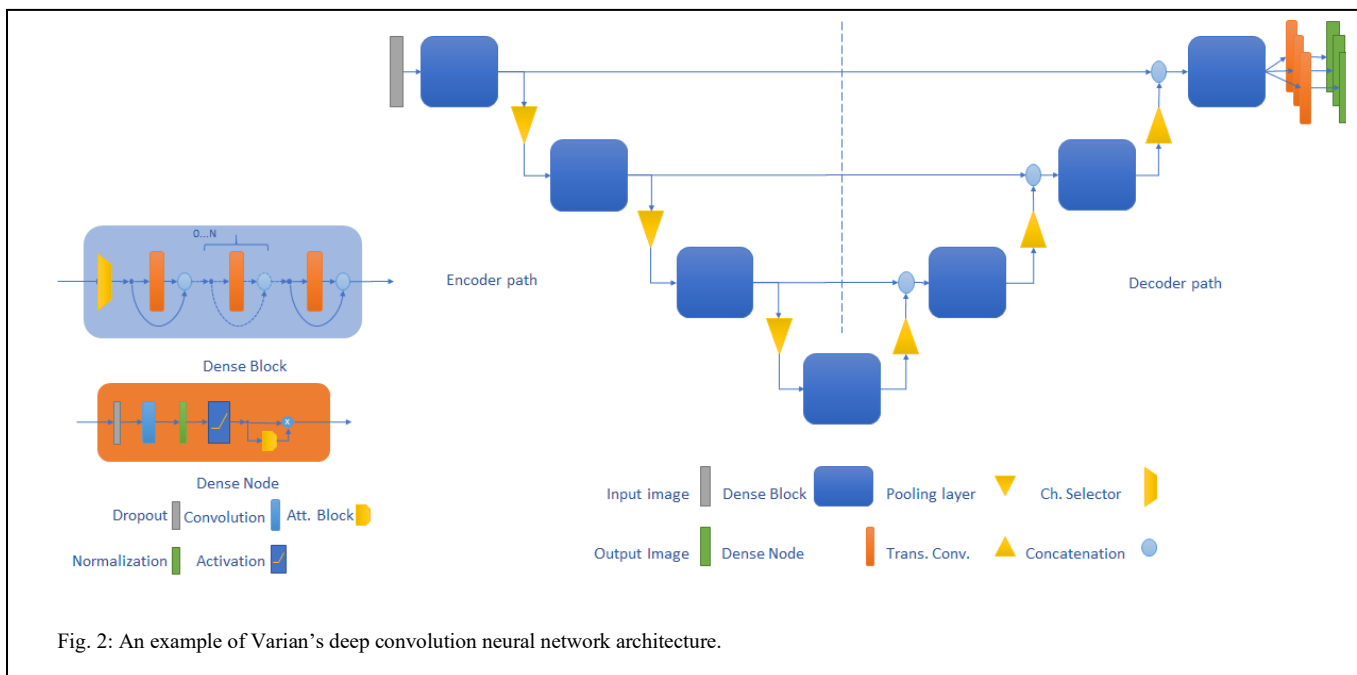 O...N
Encoder path
Decoder path
Dense Block
X
Dense Node
Dropout Convolution Att. Block
Normalization Activation
Input image Dense Block Pooling layer Ch. Selector
Output Image Dense Node Trans. Conv. Concatenation
Fig. 2: An example of Varian’s deep convolution neural network architecture.